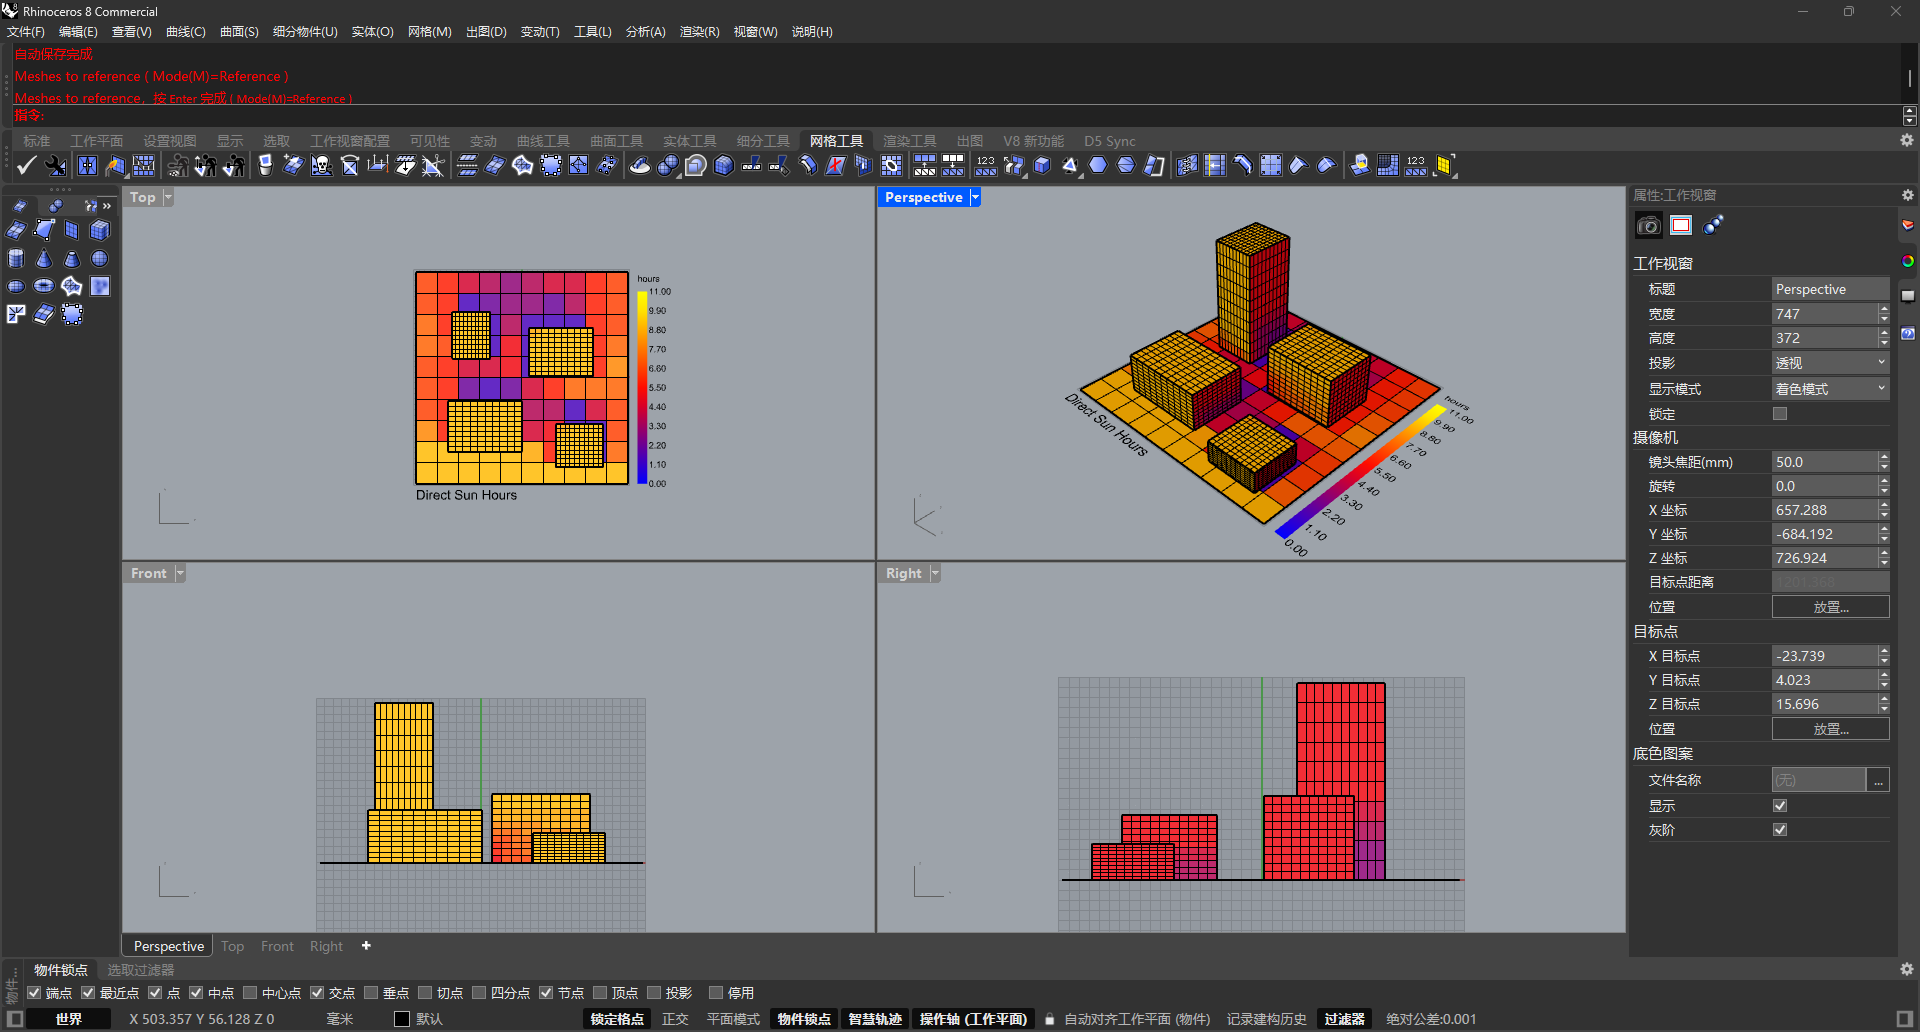 Rhinoceros 8 Commercial
文件(F) 编辑(E) 查看(V) 曲线(C) 曲面(S) 细分物件(U) 实体(O) 网格(M) 出图(D) 变动(T) 工具(L) 分析(A) 渲染(R) 视窗(W) 说明(H)
自动保存完成
Meshes to reference ( Mode(M)=Reference )
Meshes to reference，按 Enter 完成 ( Mode(M)=Reference )
指令:
标准 工作平面 设置视图 显示 选取 工作视窗配置 可见性 变动 曲线工具 曲面工具 实体工具 细分工具 网格工具 渲染工具 出图 V8 新功能 D5 Sync
123
123
Top
hours
11.00
9.90
8.80
7.70
6.60
5.50
4.40
3.30
2.20
1.10
0.00
Direct Sun Hours
Perspective
Direct Sun Hours
hours
11.00
9.90
8.80
7.70
6.60
5.50
4.40
3.30
2.20
1.10
0.00
Front
Right
属性:工作视窗
工作视窗
标题 Perspective
宽度 747
高度 372
投影 透视
显示模式 着色模式
锁定
摄像机
镜头焦距(mm) 50.0
旋转 0.0
X 坐标 657.288
Y 坐标 -684.192
Z 坐标 726.924
目标点距离 1201.368
位置 放置...
目标点
X 目标点 -23.739
Y 目标点 4.023
Z 目标点 15.696
位置 放置...
底色图案
文件名称 (无) ...
显示
灰阶
Perspective Top Front Right
物件锁点 选取过滤器
物件
端点 最近点 点 中点 中心点 交点 垂点 切点 四分点 节点 顶点 投影 停用
世界 X 503.357 Y 56.128 Z 0 毫米 默认 锁定格点 正交 平面模式 物件锁点 智慧轨迹 操作轴 (工作平面) 自动对齐工作平面 (物件) 记录建构历史 过滤器 绝对公差:0.001